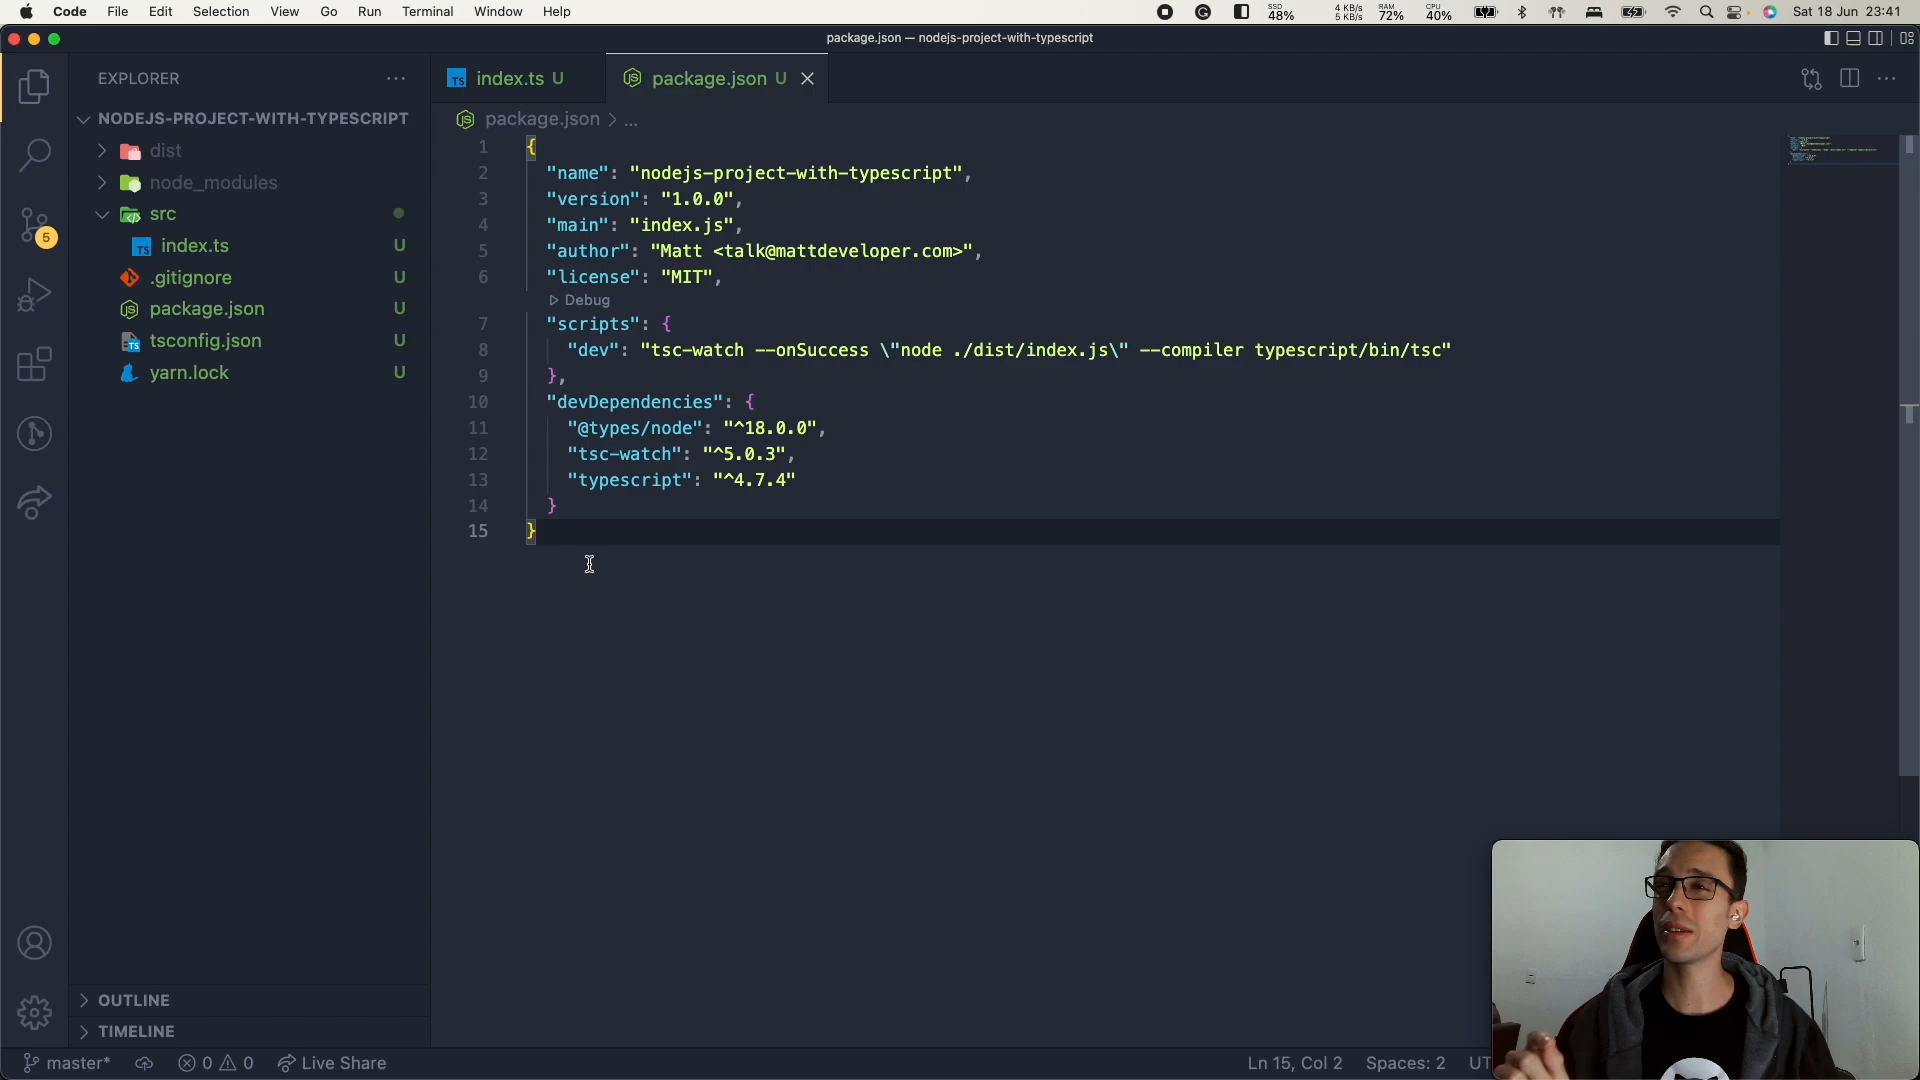 Code File Edit Selection View Go Run Terminal Window Help
SSD 48% 4 KB/s 5 KB/s RAM 72% CPU 40% Sat 18 Jun 23:41
package.json — nodejs-project-with-typescript
EXPLORER
NODEJS-PROJECT-WITH-TYPESCRIPT
dist
node_modules
src
index.ts U
.gitignore U
package.json U
tsconfig.json U
yarn.lock U
5
OUTLINE
TIMELINE
index.ts U package.json U
package.json > ...
1 {
2 "name": "nodejs-project-with-typescript",
3 "version": "1.0.0",
4 "main": "index.js",
5 "author": "Matt <talk@mattdeveloper.com>",
6 "license": "MIT",
Debug
7 "scripts": {
8 "dev": "tsc-watch --onSuccess \"node ./dist/index.js\" --compiler typescript/bin/tsc"
9 },
10 "devDependencies": {
11 "@types/node": "^18.0.0",
12 "tsc-watch": "^5.0.3",
13 "typescript": "^4.7.4"
14 }
15 }
master* 0 0 Live Share Ln 15, Col 2 Spaces: 2 UT